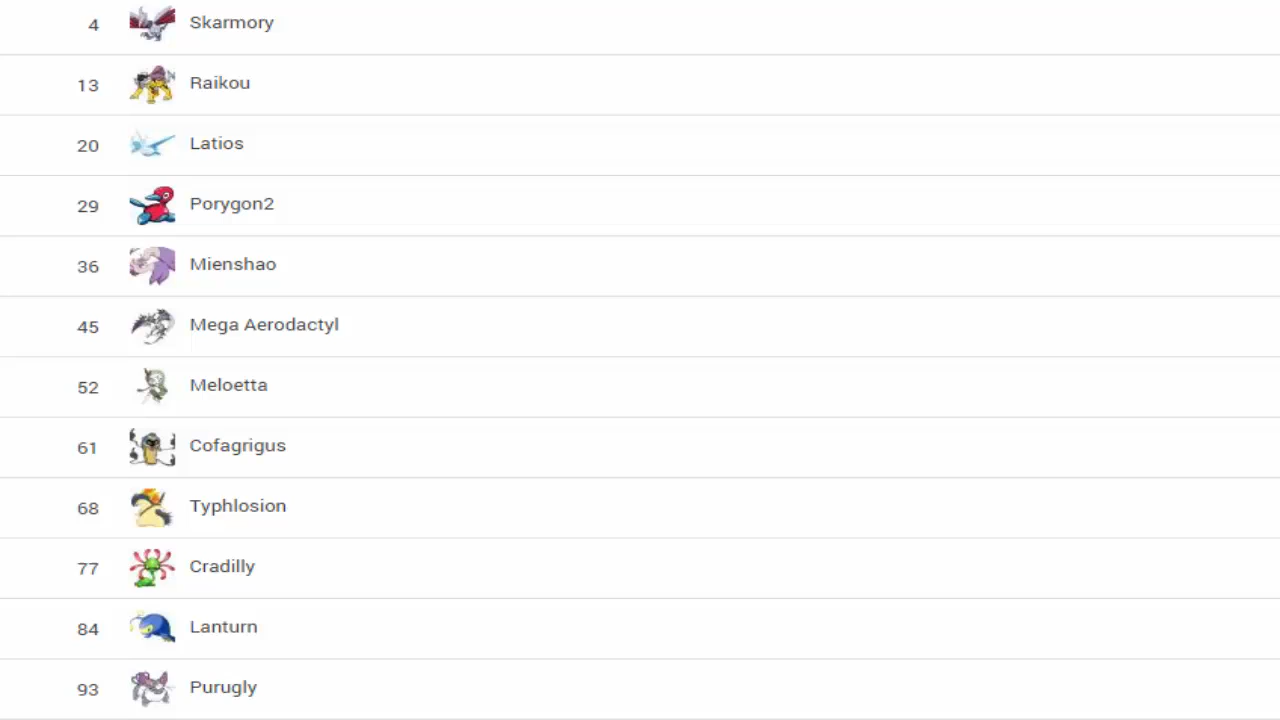 4 Skarmory
13 Raikou
20 Latios
29 Porygon2
36 Mienshao
45 Mega Aerodactyl
52 Meloetta
61 Cofagrigus
68 Typhlosion
77 Cradilly
84 Lanturn
93 Purugly